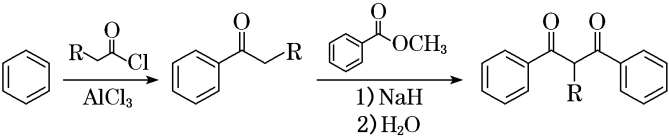 R O Cl
AlCl₃
O R
O OCH₃
1) NaH
2) H₂O
O O
R